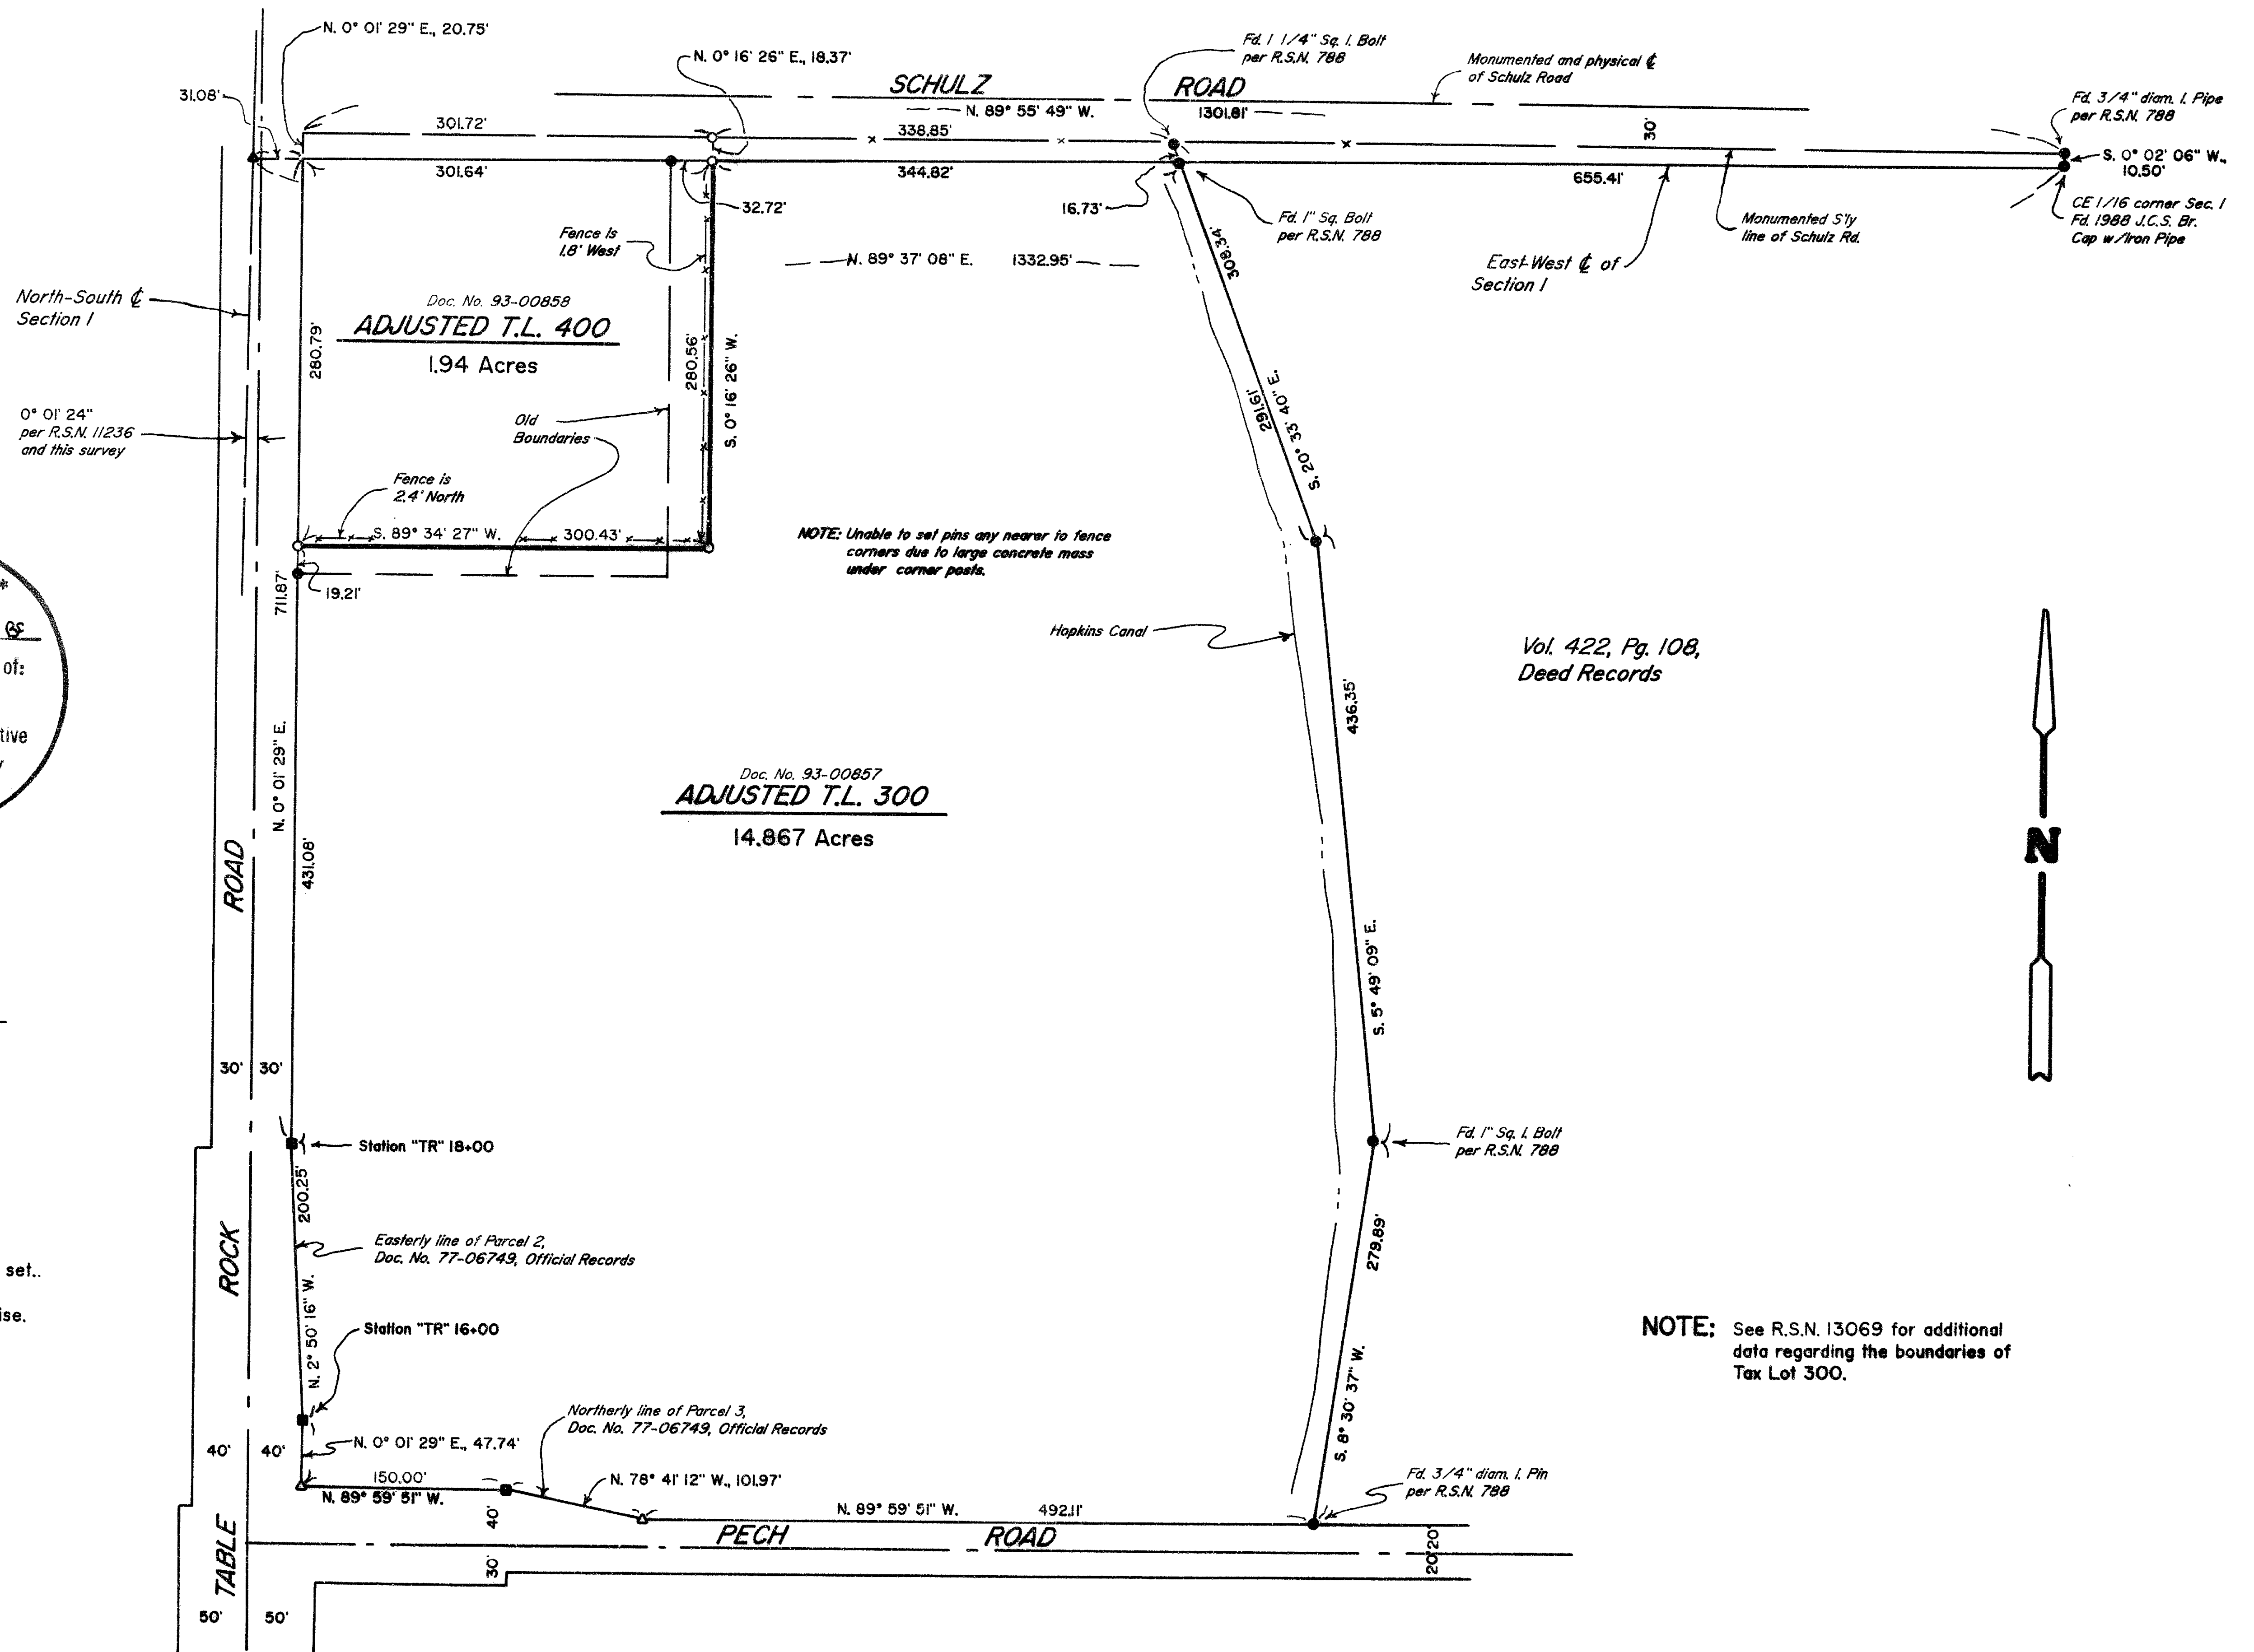 N. 0° 01' 29" E., 20.75'
31.08'
301.72'
301.64'
N. 0° 16' 26" E., 18.37'
SCHULZ ROAD
N. 89° 55' 49" W. 1301.81'
338.85'
344.82'
32.72'
Fd. 1 1/4" Sq. I. Bolt
per R.S.N. 788
Monumented and physical ℄
of Schulz Road
30'
Fd. 3/4" diam. I. Pipe
per R.S.N. 788
S. 0° 02' 06" W.,
10.50'
CE 1/16 corner Sec. 1
Fd. 1988 J.C.S. Br.
Cap w/Iron Pipe
655.41'
16.73'
Fd. 1" Sq. Bolt
per R.S.N. 788
Monumented S'ly
line of Schulz Rd.
East-West ℄ of
Section 1
N. 89° 37' 08" E. 1332.95'
Fence is
1.8' West
North-South ℄
Section 1
Doc. No. 93-00858
ADJUSTED T.L. 400
1.94 Acres
280.79'
280.56'
S. 0° 16' 26" W.
308.34'
291.61'
S. 20° 33' 40" E.
0° 01' 24"
per R.S.N. 11236
and this survey
Old
Boundaries
Fence is
2.4' North
S. 89° 34' 27" W. 300.43'
19.21'
711.87'
NOTE: Unable to set pins any nearer to fence
corners due to large concrete mass
under corner posts.
Hopkins Canal
Vol. 422, Pg. 108,
Deed Records
436.35'
S. 5° 49' 09" E.
N. 0° 01' 29" E.
431.08'
Doc. No. 93-00857
ADJUSTED T.L. 300
14.867 Acres
N
*
of:
tive
set..
ise.
TABLE ROCK ROAD
30' 30'
Station "TR" 18+00
200.25'
N. 2° 50' 16" W.
Easterly line of Parcel 2,
Doc. No. 77-06749, Official Records
Station "TR" 16+00
Fd. 1" Sq. I. Bolt
per R.S.N. 788
279.89'
S. 8° 30' 37" W.
NOTE: See R.S.N. 13069 for additional
data regarding the boundaries of
Tax Lot 300.
40' 40'
N. 0° 01' 29" E., 47.74'
150.00'
N. 89° 59' 51" W.
Northerly line of Parcel 3,
Doc. No. 77-06749, Official Records
N. 78° 41' 12" W., 101.97'
N. 89° 59' 51" W. 492.11'
Fd. 3/4" diam. I. Pin
per R.S.N. 788
PECH ROAD
40'
30'
20' 20'
50' 50'